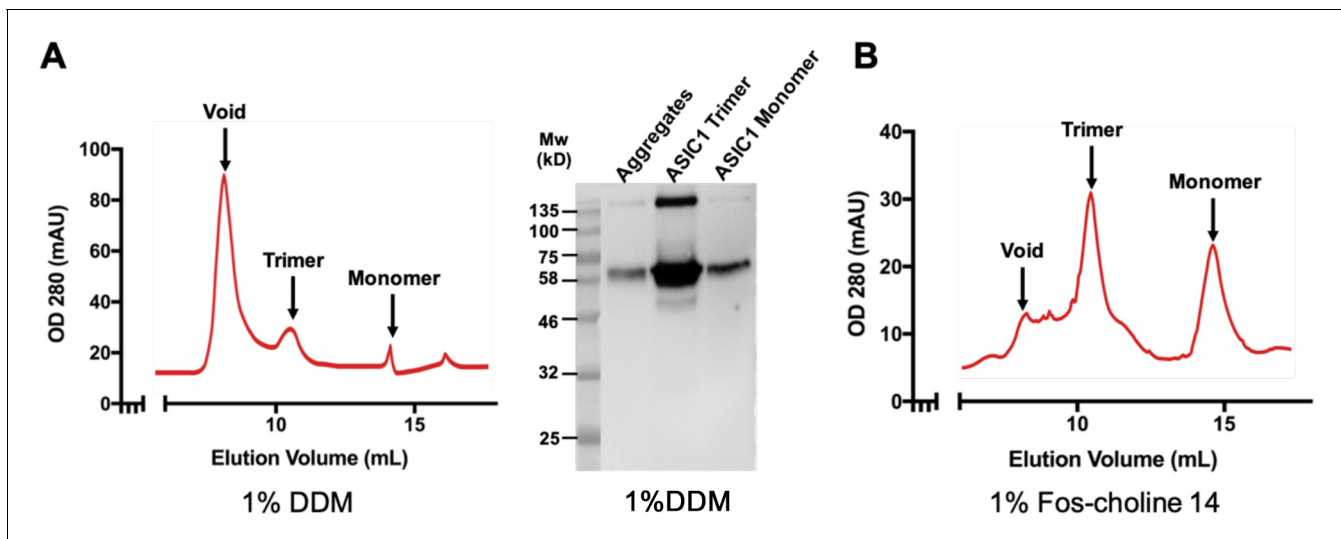 A
Void
Trimer
Monomer
100
80
60
40
20
0
OD 280 (mAU)
10
15
Elution Volume (mL)
1% DDM
Mw
(kD)
Aggregates
ASIC1 Trimer
ASIC1 Monomer
135
100
75
58
46
32
25
1%DDM
B
Trimer
Monomer
Void
40
30
20
10
0
OD 280 (mAU)
10
15
Elution Volume (mL)
1% Fos-choline 14